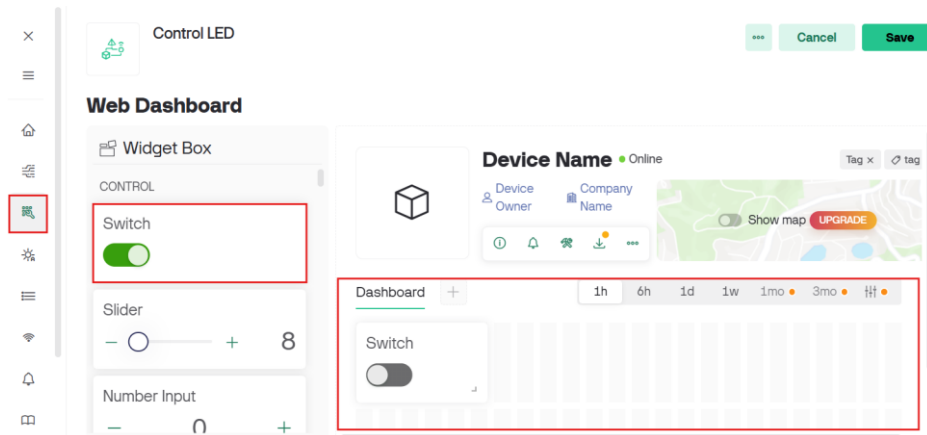 Control LED
Cancel
Save
Web Dashboard
Widget Box
CONTROL
Switch
Slider
8
Number Input
0
Device Name
Online
Tag ×
tag
Device Owner
Company Name
Show map
UPGRADE
Dashboard
1h
6h
1d
1w
1mo
3mo
Switch